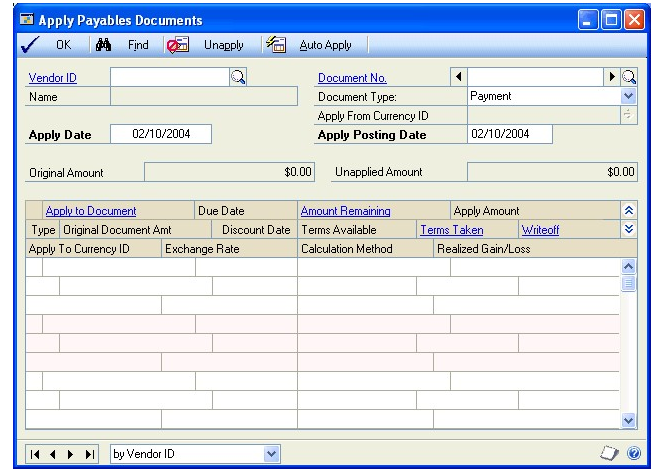 Apply Payables Documents
OK Find Unapply Auto Apply
Vendor ID Document No.
Name Document Type: Payment
Apply From Currency ID
Apply Date 02/10/2004 Apply Posting Date 02/10/2004
Original Amount $0.00 Unapplied Amount $0.00
Apply to Document Due Date Amount Remaining Apply Amount
Type Original Document Amt Discount Date Terms Available Terms Taken Writeoff
Apply To Currency ID Exchange Rate Calculation Method Realized Gain/Loss
by Vendor ID